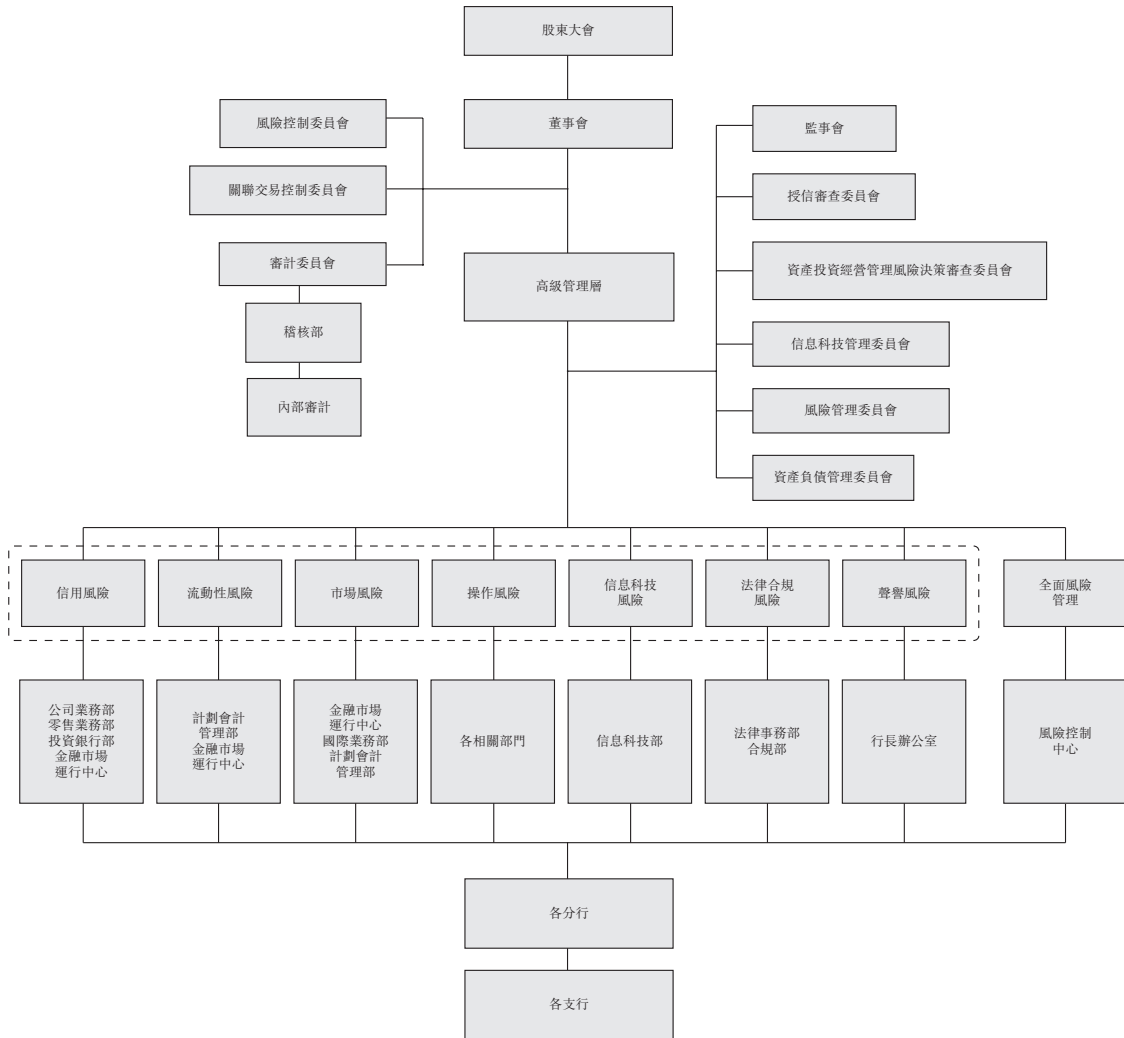 股東大會
風險控制委員會
董事會
監事會
關聯交易控制委員會
授信審查委員會
審計委員會
高級管理層
資產投資經營管理風險決策審查委員會
稽核部
信息科技管理委員會
內部審計
風險管理委員會
資產負債管理委員會
信用風險
流動性風險
市場風險
操作風險
信息科技
風險
法律合規
風險
聲譽風險
全面風險
管理
公司業務部
零售業務部
投資銀行部
金融市場
運行中心
計劃會計
管理部
金融市場
運行中心
金融市場
運行中心
國際業務部
計劃會計
管理部
各相關部門
信息科技部
法律事務部
合規部
行長辦公室
風險控制
中心
各分行
各支行